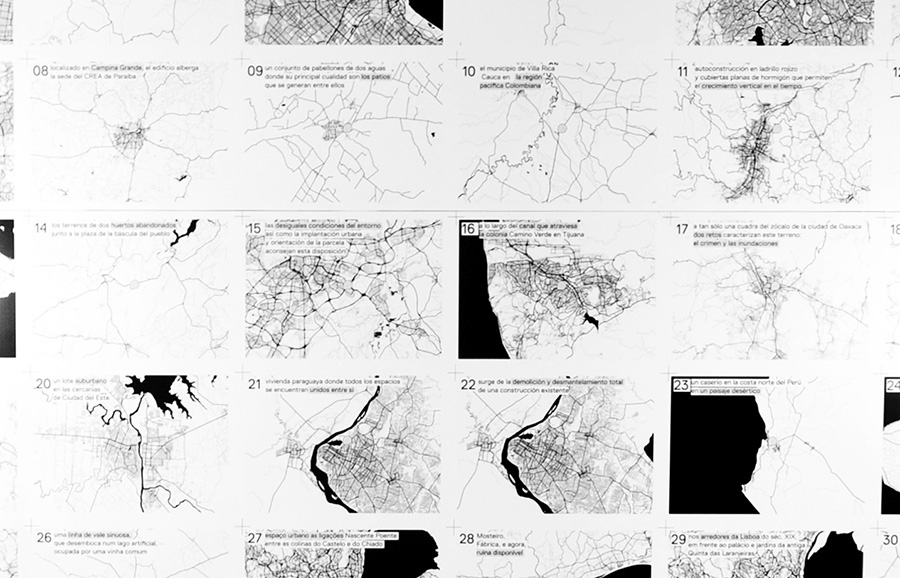 08 localizado en Campina Grande, el edificio alberga
la sede del CREA de Paraíba
09 un conjunto de pabellones de dos aguas
donde su principal cualidad son los patios
que se generan entre ellos
10 el municipio de Villa Rica
Cauca en la región
pacífica Colombiana
11 autoconstrucción en ladrillo rojizo
y cubiertas planas de hormigón que permiten
el crecimiento vertical en el tiempo.
14 los terrenos de dos huertos abandonados
junto a la plaza de la báscula del pueblo
15 las desiguales condiciones del entorno
así como la implantación urbana
y orientación de la parcela
aconsejan esta disposición
16 a lo largo del canal que atraviesa
la colonia Camino Verde en Tijuana
17 a tan sólo una cuadra del zócalo de la ciudad de Oaxaca
dos retos caracterizan este terreno:
el crimen y las inundaciones
18
20 un lote suburbano
en las cercanías
de Ciudad del Este
21 vivienda paraguaya donde todos los espacios
se encuentran unidos entre sí
22 surge de la demolición y desmantelamiento total
de una construcción existente
23 un caserío en la costa norte del Perú
en un paisaje desértico
24
26 uma linha de vale sinuosa,
que desemboca num lago artificial,
ocupada por uma vinha comum
27 espaço urbano as ligações Nascente Poente
entre as colinas do Castelo e do Chiado
28 Mosteiro,
Fábrica, e agora,
ruína disponível
29 nos arredores da Lisboa do séc. XIX,
em frente ao palácio e jardins da antiga
Quinta das Laranjeiras
30